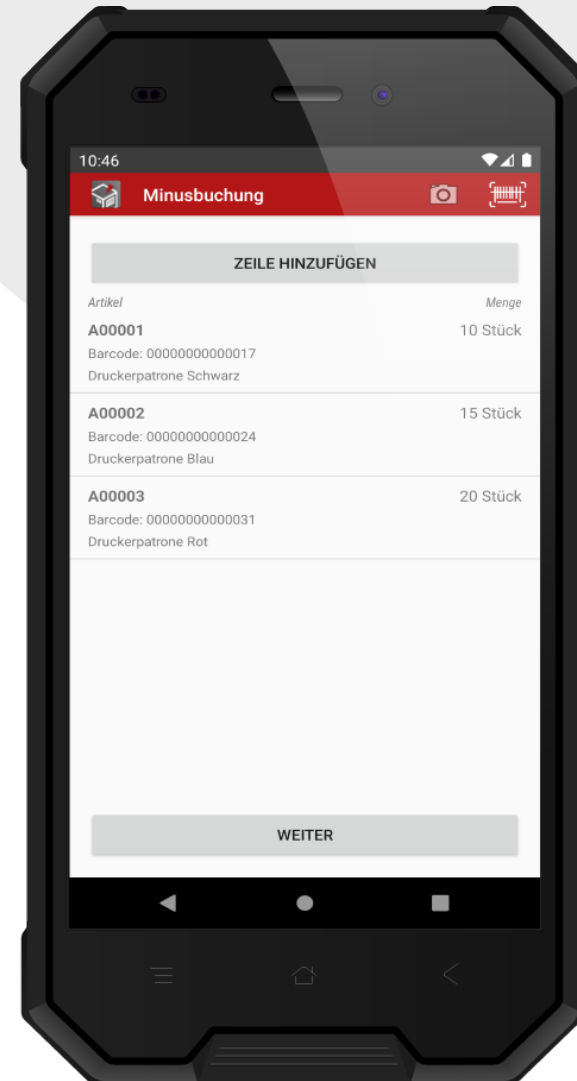 10:46
Minusbuchung
ZEILE HINZUFÜGEN
Artikel Menge
A00001 10 Stück
Barcode: 00000000000017
Druckerpatrone Schwarz
A00002 15 Stück
Barcode: 00000000000024
Druckerpatrone Blau
A00003 20 Stück
Barcode: 00000000000031
Druckerpatrone Rot
WEITER